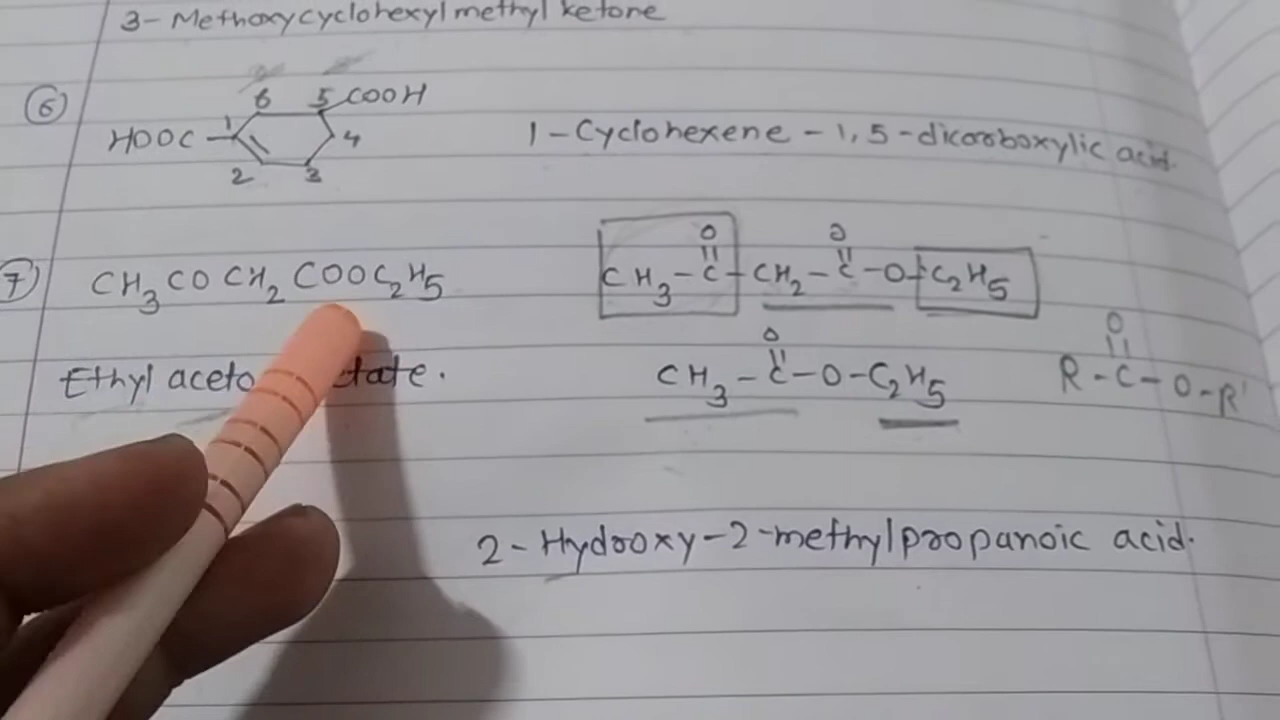 3-Methoxycyclohexyl methyl ketone
6 HOOC 1 2 3 4 5 6 COOH 1-Cyclohexene-1,5-dicarboxylic acid
7 CH3COCH2COOC2H5 CH3-C-CH2-C-O-C2H5 O O
Ethyl aceto tate. CH3-C-O-C2H5 O R-C-O-R' O
2-Hydroxy-2-methylpropanoic acid.